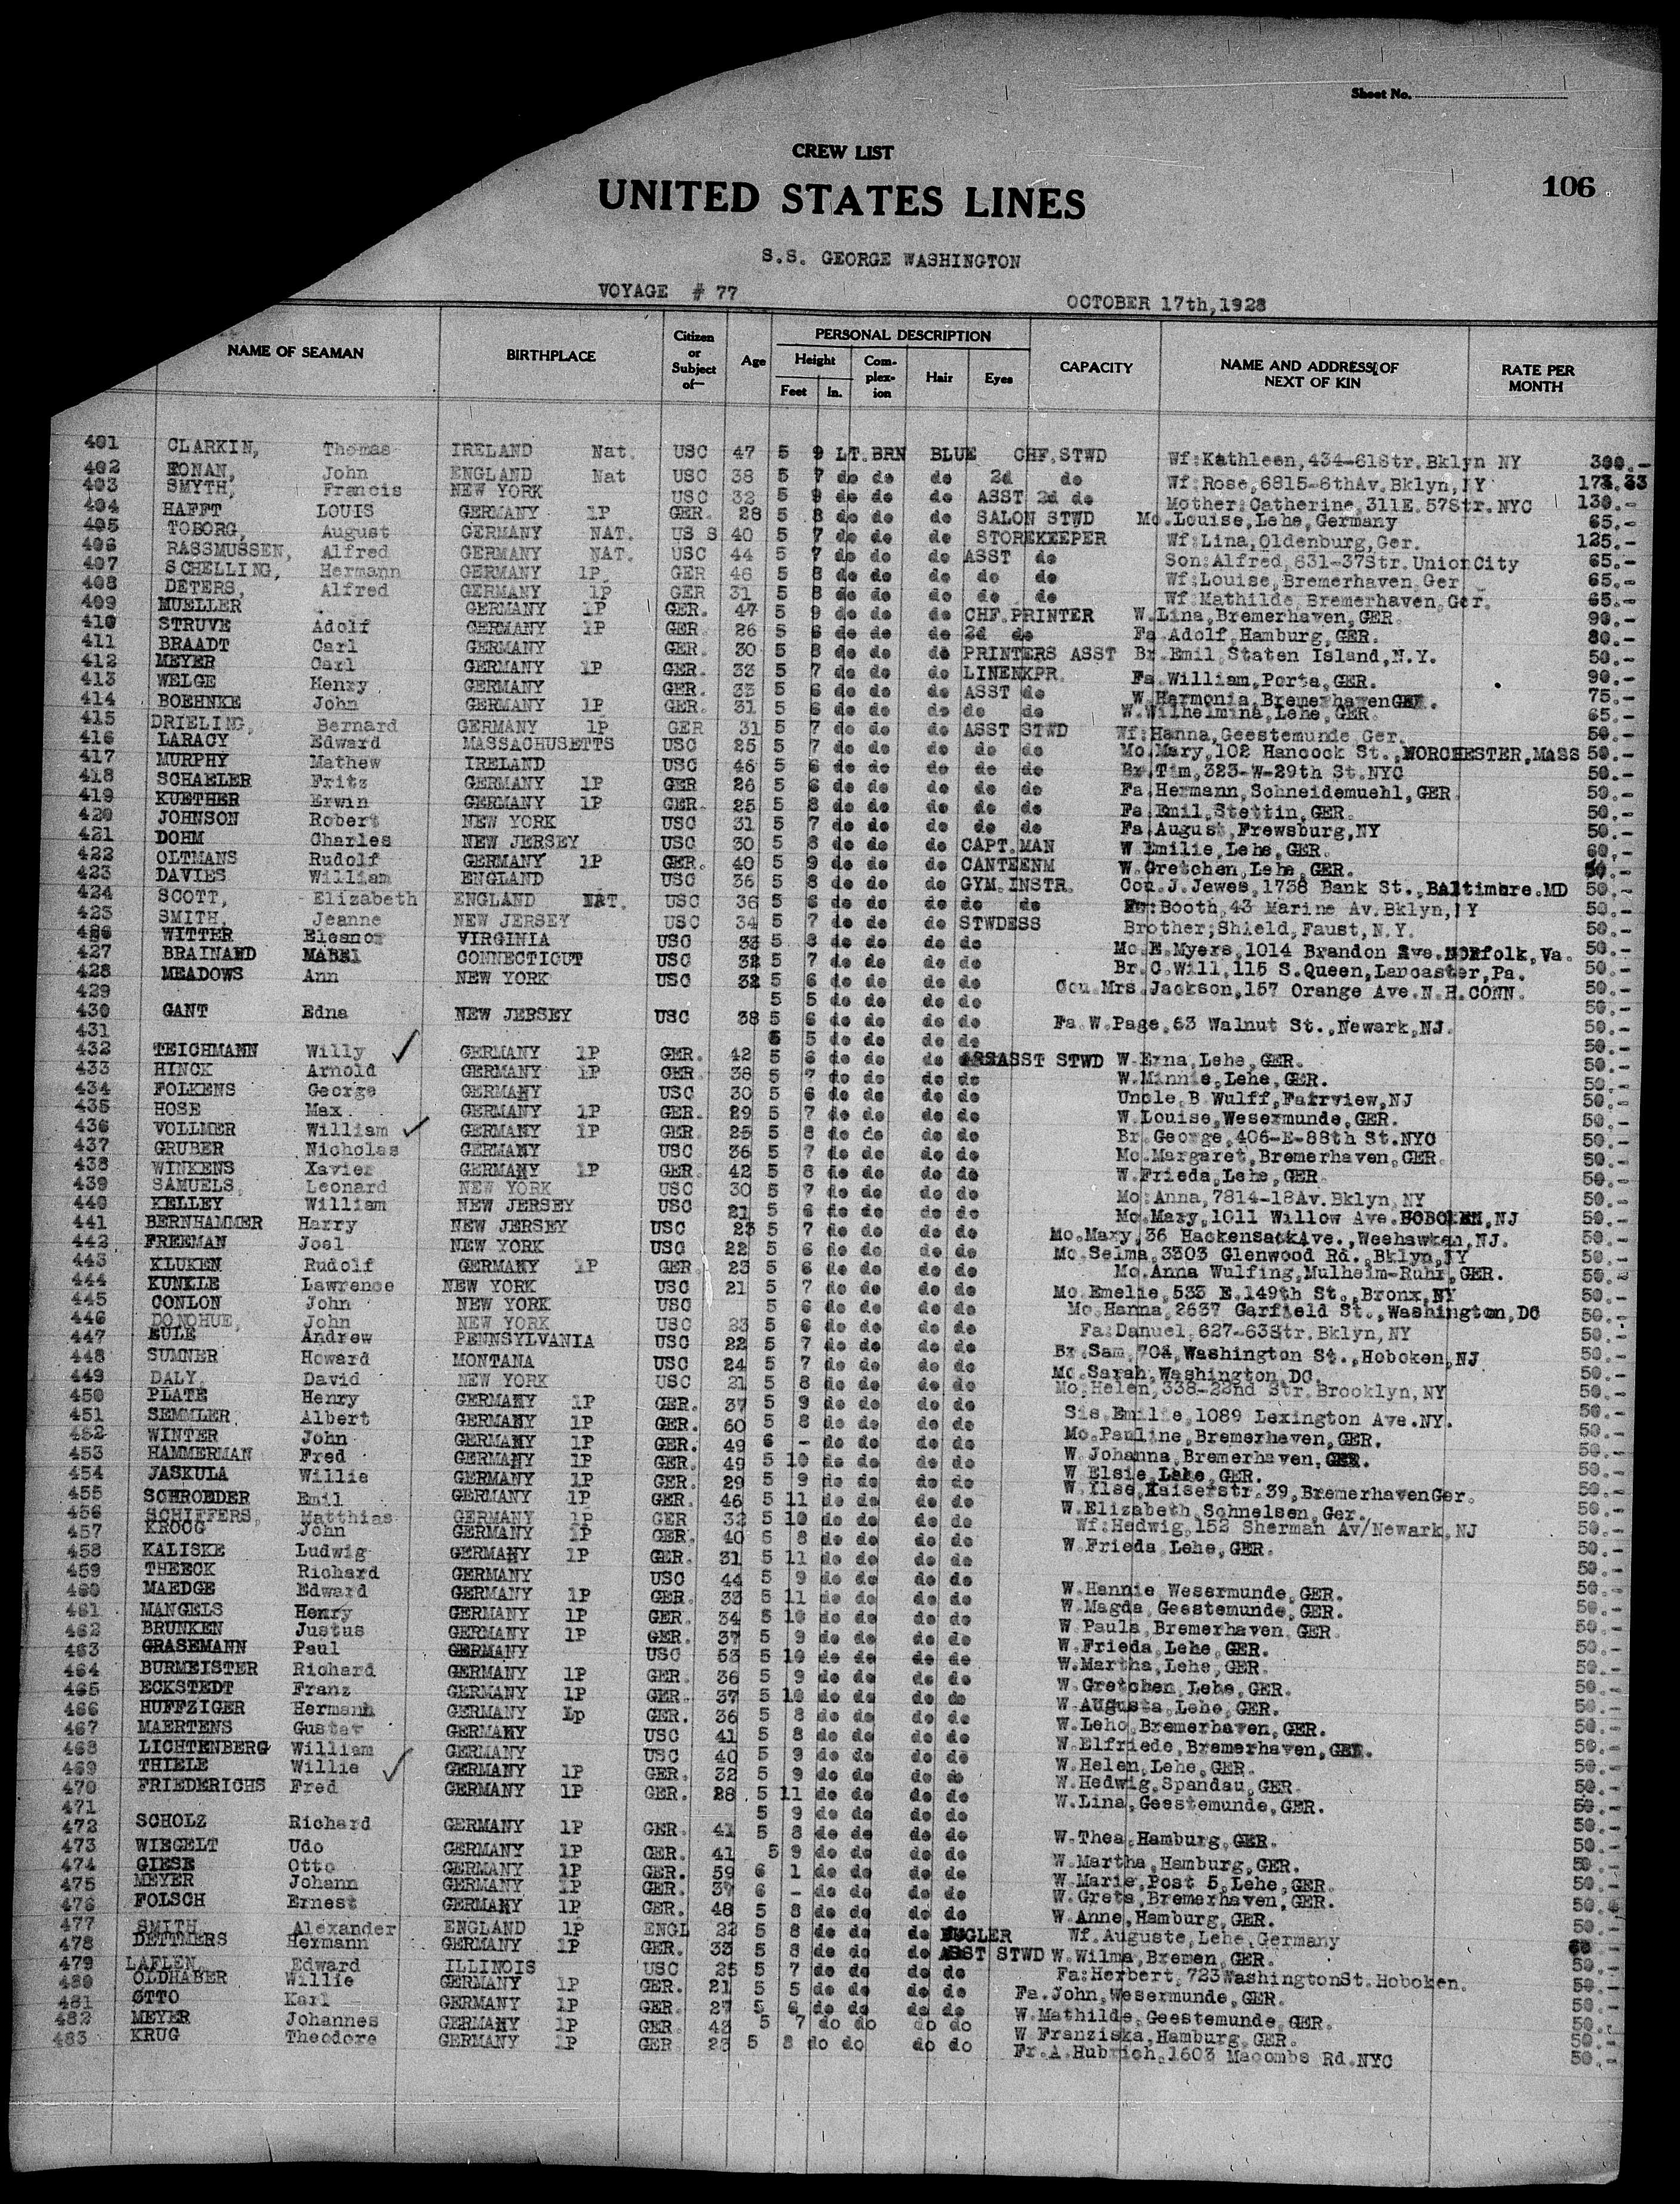 Sheet No.
CREW LIST
UNITED STATES LINES
106
S.S. GEORGE WASHINGTON
VOYAGE # 77 OCTOBER 17th, 1928
NAME OF SEAMAN BIRTHPLACE Citizen or Subject of— Age PERSONAL DESCRIPTION Height Feet In. Com-plex-ion Hair Eyes CAPACITY NAME AND ADDRESS OF NEXT OF KIN RATE PER MONTH
401 CLARKIN, Thomas IRELAND Nat. USC 47 5 9 LT.BRN BLUE CHF.STWD Wf:Kathleen,434-61Str.Bklyn NY 300.-
402 RONAN, John ENGLAND Nat USC 38 5 7 do do do 2d do Wf:Rose,6815-6thAv.Bklyn,NY 173.33
403 SMYTH, Francis NEW YORK USC 32 5 9 do do do ASST 2d do Mother:Catherine,311E.57Str.NYC 130.-
404 HAFFT LOUIS GERMANY 1P GER. 28 5 8 do do do SALON STWD Mo.Louise,Lehe,Germany 65.-
405 TOBORG, August GERMANY NAT. US S 40 5 7 do do do STOREKEEPER Wf:Lina,Oldenburg,Ger. 125.-
406 RASSMUSSEN, Alfred GERMANY NAT. USC 44 5 7 do do do ASST do Son:Alfred,631-37Str.UnionCity 65.-
407 SCHELLING, Hermann GERMANY 1P. GER 46 5 8 do do do do do Wf:Louise,Bremerhaven Ger 65.-
408 DETERS, Alfred GERMANY 1P GER 31 5 8 do do do do do Wf:Mathilde,Bremerhaven,Ger. 65.-
409 MUELLER GERMANY 1P GER. 47 5 9 do do do CHF.PRINTER W.Lina,Bremerhaven,GER. 90.-
410 STRUVE Adolf GERMANY 1P GER. 26 5 6 do do do 2d do Fa.Adolf,Hamburg,GER. 80.-
411 BRAADT Carl GERMANY GER. 30 5 8 do do do PRINTERS ASST Br.Emil,Staten Island,N.Y. 50.-
412 MEYER Carl GERMANY 1P GER. 33 5 7 do do do LINENKPR. Fa.William,Porta,GER. 90.-
413 WELGE Henry GERMANY GER. 33 5 6 do do do ASST do W.Harmonia,BremerhavenGER. 75.-
414 BOEHNKE John GERMANY 1P GER. 31 5 6 do do do do do W.Wilhelmina,Lehe,GER. 65.-
415 DRIELING, Bernard GERMANY 1P GER 31 5 7 do do do ASST STWD Wf:Hanna,Geestemunde Ger. 50.-
416 LARACY Edward MASSACHUSETTS USC 25 5 7 do do do do do Mo.Mary,102 Hancock St.,WORCHESTER,MASS 50.-
417 MURPHY Mathew IRELAND USC 46 5 6 do do do do do Br.Tim,323-W-29th St.NYC 50.-
418 SCHAELER Fritz GERMANY 1P GER 26 5 6 do do do do do Fa.Hermann,Schneidemuehl,GER. 50.-
419 KUETHER Erwin GERMANY 1P GER. 25 5 8 do do do do do Fa.Emil,Stettin,GER. 50.-
420 JOHNSON Robert NEW YORK USC 31 5 7 do do do do do Fa.August,Frewsburg,NY 50.-
421 DOHM Charles NEW JERSEY USC 30 5 8 do do do CAPT.MAN W.Emilie,Lehe,GER. 60.-
422 OLTMANS Rudolf GERMANY 1P GER. 40 5 9 do do do CANTEENM W.Gretchen,Lehe,GER.
423 DAVIES William ENGLAND USC 36 5 8 do do do GYM.INSTR. Cou.J.Jewes,1738 Bank St.,BAltimbre.MD 50.-
424 SCOTT, Elizabeth ENGLAND NAT. USC 36 5 6 do do do do do Booth,43 Marine Av.Bklyn,NY 50.-
425 SMITH, Jeanne NEW JERSEY USC 34 5 7 do do do STWDESS Brother;Shield,Faust,N.Y. 50.-
426 WITTER Eleanor VIRGINIA USC 33 5 8 do do do do Mo.E.Myers,1014 Brandon Ave.NORfolk,Va. 50.-
427 BRAINARD MABEL CONNECTICUT USC 32 5 7 do do do do Br.C.Will,115 S.Queen,Lancaster,Pa. 50.-
428 MEADOWS Ann NEW YORK USC 32 5 6 do do do do Cou.Mrs.Jackson,157 Orange Ave.N.H.CONN. 50.-
429 5 5 do do do do 50.-
430 GANT Edna NEW JERSEY USC 38 5 6 do do do do Fa.W.Page,63 Walnut St.,Newark,NJ. 50.-
431 5 5 do do do do 50.-
432 TEICHMANN Willy GERMANY 1P GER. 42 5 6 do do do ASST STWD W.Erna,Lehe,GER. 50.-
433 HINCK Arnold GERMANY 1P GER 38 5 7 do do do do W.Minnie,Lehe,GER. 50.-
434 FOLKENS George GERMANY USC 30 5 6 do do do do Uncle,B.Wulff,Fairview,NJ 50.-
435 HOSE Max. GERMANY 1P GER. 29 5 7 do do do do W.Louise,Wesermunde,GER. 50.-
436 VOLLMER William GERMANY 1P GER. 25 5 8 do do do do Br.George,406-E-88th St.NYC 50.-
437 GRUBER Nicholas GERMANY USC 36 5 7 do do do do Mo.Margaret,Bremerhaven,GER. 50.-
438 WINKENS Xavier GERMANY 1P GER. 42 5 8 do do do do W.Frieda,Lehe,GER. 50.-
439 SAMUELS, Leonard NEW YORK USC 30 5 7 do do do do Mo:Anna,7814-18Av.Bklyn,NY 50.-
440 KELLEY William NEW JERSEY USC 21 5 6 do do do do Mo.Mary,1011 Willow Ave.HOBOKEN,NJ 50.-
441 BERNHAMMER Harry NEW JERSEY USC 23 5 7 do do do do Mo.Mary,36 HackensackAve.,Weehawken,NJ. 50.-
442 FREEMAN Joel NEW YORK USC 22 5 6 do do do do Mo.Selma,3303 Glenwood Rd.,Bklyn,NY 50.-
443 KLUKEN Rudolf GERMANY 1P GER. 23 5 6 do do do do Mo.Anna Wulfing,Mulheim-Ruhr,GER. 50.-
444 KUNKLE Lawrence NEW YORK USC 21 5 7 do do do do Mo.Emelie,533 E.149th St.,Bronx,NY 50.-
445 CONLON John NEW YORK USC 5 6 do do do do Mo.Hanna,2637 Garfield St.,Washington,DC 50.-
446 DONOHUE, John NEW YORK USC 23 5 6 do do do do Fa:Danuel,627-63Str.Bklyn,NY 50.-
447 EULE Andrew PENNSYLVANIA USC 22 5 7 do do do do Br.Sam,702,Washington St.,Hoboken,NJ 50.-
448 SUMNER Howard MONTANA USC 24 5 7 do do do do Mo.Sarah,Washington,DC. 50.-
449 DALY, David NEW YORK USC 21 5 8 do do do do Mo.Helen,338-22nd Str.Brooklyn,NY 50.-
450 PLATE Henry GERMANY 1P GER. 37 5 9 do do do do Sis.Emilie,1089 Lexington Ave.NY. 50.-
451 SEMMLER Albert GERMANY 1P GER. 60 5 8 do do do do Mo.Pauline,Bremerhaven,GER. 50.-
452 WINTER John GERMANY 1P GER. 49 6 - do do do do W.Johanna,Bremerhaven,GER. 50.-
453 HAMMERMAN Fred GERMANY 1P GER. 49 5 10 do do do do W Elsie,Lehe,GER. 50.-
454 JASKULA Willie GERMANY 1P GER. 29 5 9 do do do do W.Ilse,Kaiserstr.39,BremerhavenGer. 50.-
455 SCHROEDER Emil GERMANY 1P GER. 46 5 11 do do do do W.Elizabeth,Schnelsen,Ger. 50.-
456 SCHIFFERS, Matthias GERMANY 1P GER 32 5 10 do do do do Wf:Hedwig,152 Sherman Av/Newark,NJ 50.-
457 KROOG John GERMANY 1P GER. 40 5 8 do do do do W.Frieda Lehe,GER. 50.-
458 KALISKE Ludwig GERMANY 1P GER. 31 5 11 do do do do 50.-
459 THEECK Richard GERMANY USC 44 5 9 do do do do W.Hannie Wesermunde,GER. 50.-
460 MAEDGE Edward GERMANY 1P GER. 33 5 11 do do do do W.Magda,Geestemunde,GER. 50.-
461 MANGELS Henry GERMANY 1P GER. 34 5 10 do do do do W.Paula,Bremerhaven GER. 50.-
462 BRUNKEN Justus GERMANY 1P GER. 37 5 9 do do do do W.Frieda,Lehe,GER. 50.-
463 GRASEMANN Paul GERMANY USC 53 5 10 do do do do W.Martha,Lehe,GER. 50.-
464 BURMEISTER Richard GERMANY 1P GER. 36 5 9 do do do do W.Gretchen,Lehe,GER. 50.-
465 ECKSTEDT Franz GERMANY 1P GER. 37 5 10 do do do do W.Augusta,Lehe,GER. 50.-
466 HUFFZIGER Hermann GERMANY Lp GER. 36 5 8 do do do do W.Lehc,Bremerhaven,GER. 50.-
467 MAERTENS Gustav GERMANY USC 41 5 8 do do do do W.Elfriede,Bremerhaven,GER. 50.-
468 LICHTENBERG William GERMANY USC 40 5 9 do do do do W.Helen,Lehe,GER. 50.-
469 THIELE Willie GERMANY 1P GER. 32 5 9 do do do do W.Hedwig,Spandau,GER. 50.-
470 FRIEDERICHS Fred GERMANY 1P GER. 28 5 11 do do do do W.Lina,Geestemunde,GER. 50.-
471 5 9 do do do do 50.-
472 SCHOLZ Richard GERMANY 1P GER. 41 5 8 do do do do W.Thea,Hamburg,GER. 50.-
473 WIEGELT Udo GERMANY 1P GER. 41 5 9 do do do do W.Martha,Hamburg,GER. 50.-
474 GIESE Otto GERMANY 1P GER. 59 6 1 do do do do W.Marie,Post 5,Lehe,GER. 50.-
475 MEYER Johann GERMANY 1P GER. 37 6 - do do do do W.Greta,Bremerhaven,GER. 50.-
476 FOLSCH Ernest GERMANY 1P GER. 48 5 8 do do do do W.Anne,Hamburg,GER. 50.-
477 SMITH Alexander ENGLAND 1P ENGL 22 5 8 do do do BUGLER Wf.Auguste,Lehe,Germany
478 DETTMERS Hermann GERMANY 1P GER. 33 5 8 do do do ASST STWD W.Wilma,Bremen,GER. 50.-
479 LAFLEN Edward ILLINOIS USC 25 5 7 do do do do Fa:Herbert,723WashingtonSt.Hoboken. 50.-
480 OLDHABER Willie GERMANY 1P GER. 21 5 5 do do do do Fa.John,Wesermunde,GER. 50.-
481 OTTO Karl GERMANY 1P GER. 27 5 6 do do do do W.Mathilde,Geestemunde,GER. 50.-
482 MEYER Johannes GERMANY 1P GER 43 5 7 do do do do W Franziska,Hamburg,GER. 50.-
483 KRUG Theodore GERMANY 1P GER 23 5 8 do do do do Fr.A.Hubrich,1603 Macombs Rd.NYC 50.-